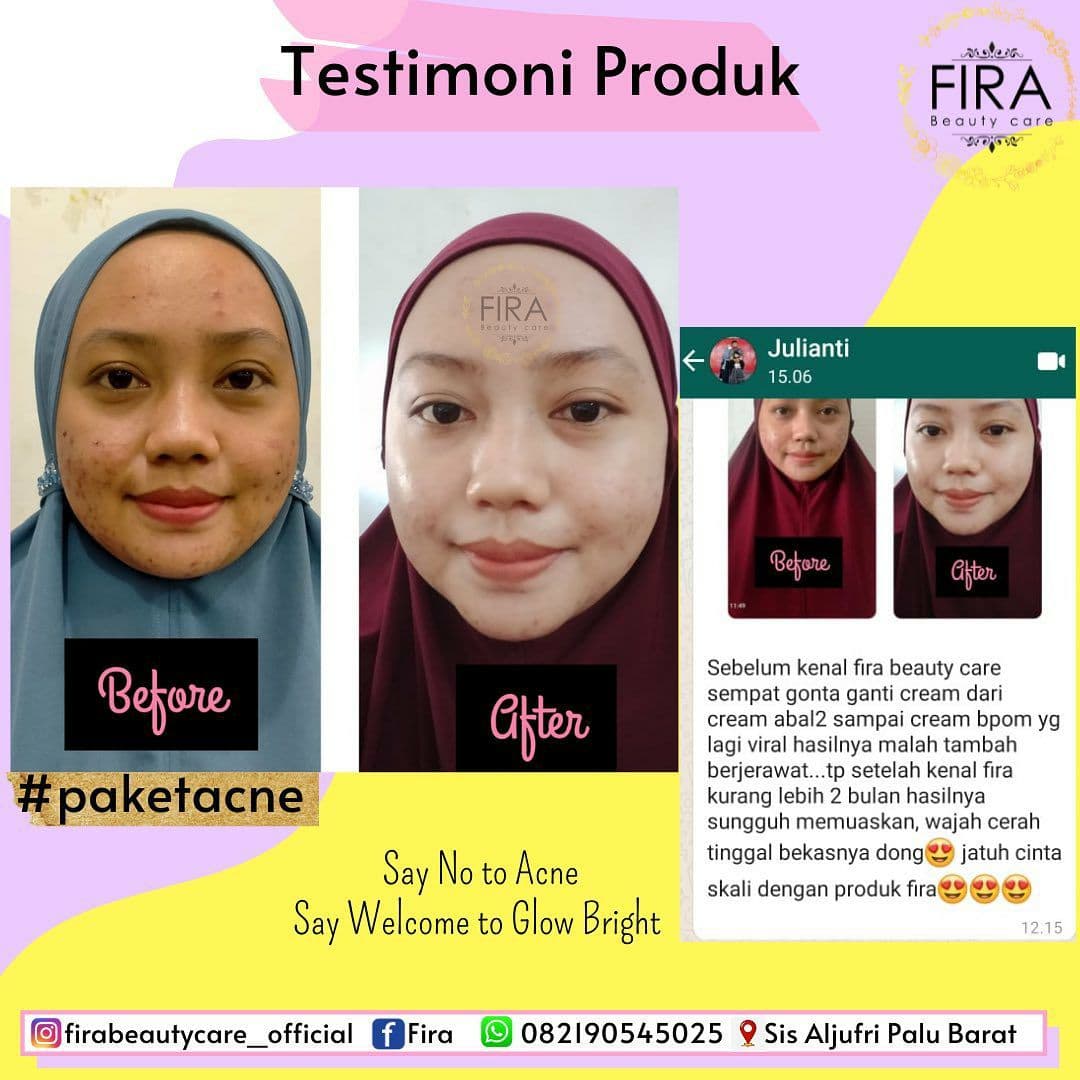 Testimoni Produk
FIRA
Beauty care
FIRA
Beauty care
Before
After
#paketacne
Say No to Acne
Say Welcome to Glow Bright
Julianti
15.06
Before
After
11:49
Sebelum kenal fira beauty care
sempat gonta ganti cream dari
cream abal2 sampai cream bpom yg
lagi viral hasilnya malah tambah
berjerawat...tp setelah kenal fira
kurang lebih 2 bulan hasilnya
sungguh memuaskan, wajah cerah
tinggal bekasnya dong😍 jatuh cinta
skali dengan produk fira😍😍😍
12.15
firabeautycare_official Fira 082190545025 Sis Aljufri Palu Barat